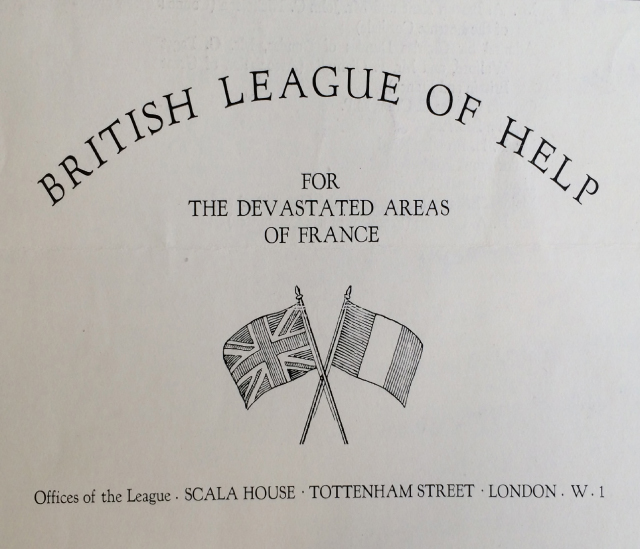 BRITISH LEAGUE OF HELP
FOR
THE DEVASTATED AREAS
OF FRANCE
Offices of the League · SCALA HOUSE · TOTTENHAM STREET · LONDON · W·1